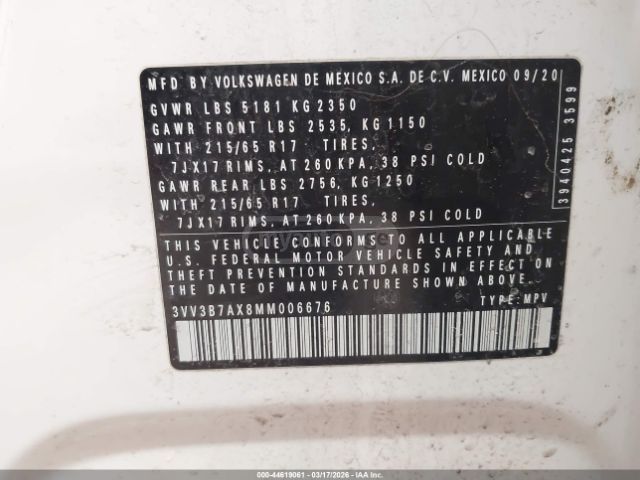 MFD BY VOLKSWAGEN DE MEXICO S.A. DE C.V. MEXICO 09/20
GVWR LBS 5181 KG 2350
GAWR FRONT LBS 2535, KG 1150
WITH 215/65 R17 TIRES,
7JX17 RIMS, AT 260 KPA, 38 PSI COLD
GAWR REAR LBS 2756, KG 1250
WITH 215/65 R17 TIRES,
7JX17 RIMS, AT 260 KPA, 38 PSI COLD
THIS VEHICLE CONFORMS TO ALL APPLICABLE
U.S. FEDERAL MOTOR VEHICLE SAFETY AND
THEFT PREVENTION STANDARDS IN EFFECT ON
THE DATE OF MANUFACTURE SHOWN ABOVE.
3VV3B7AX8MM006676 TYPE: MPV
3940425 3599
000-44619061 | 03/17/2026 | IAAI.COM